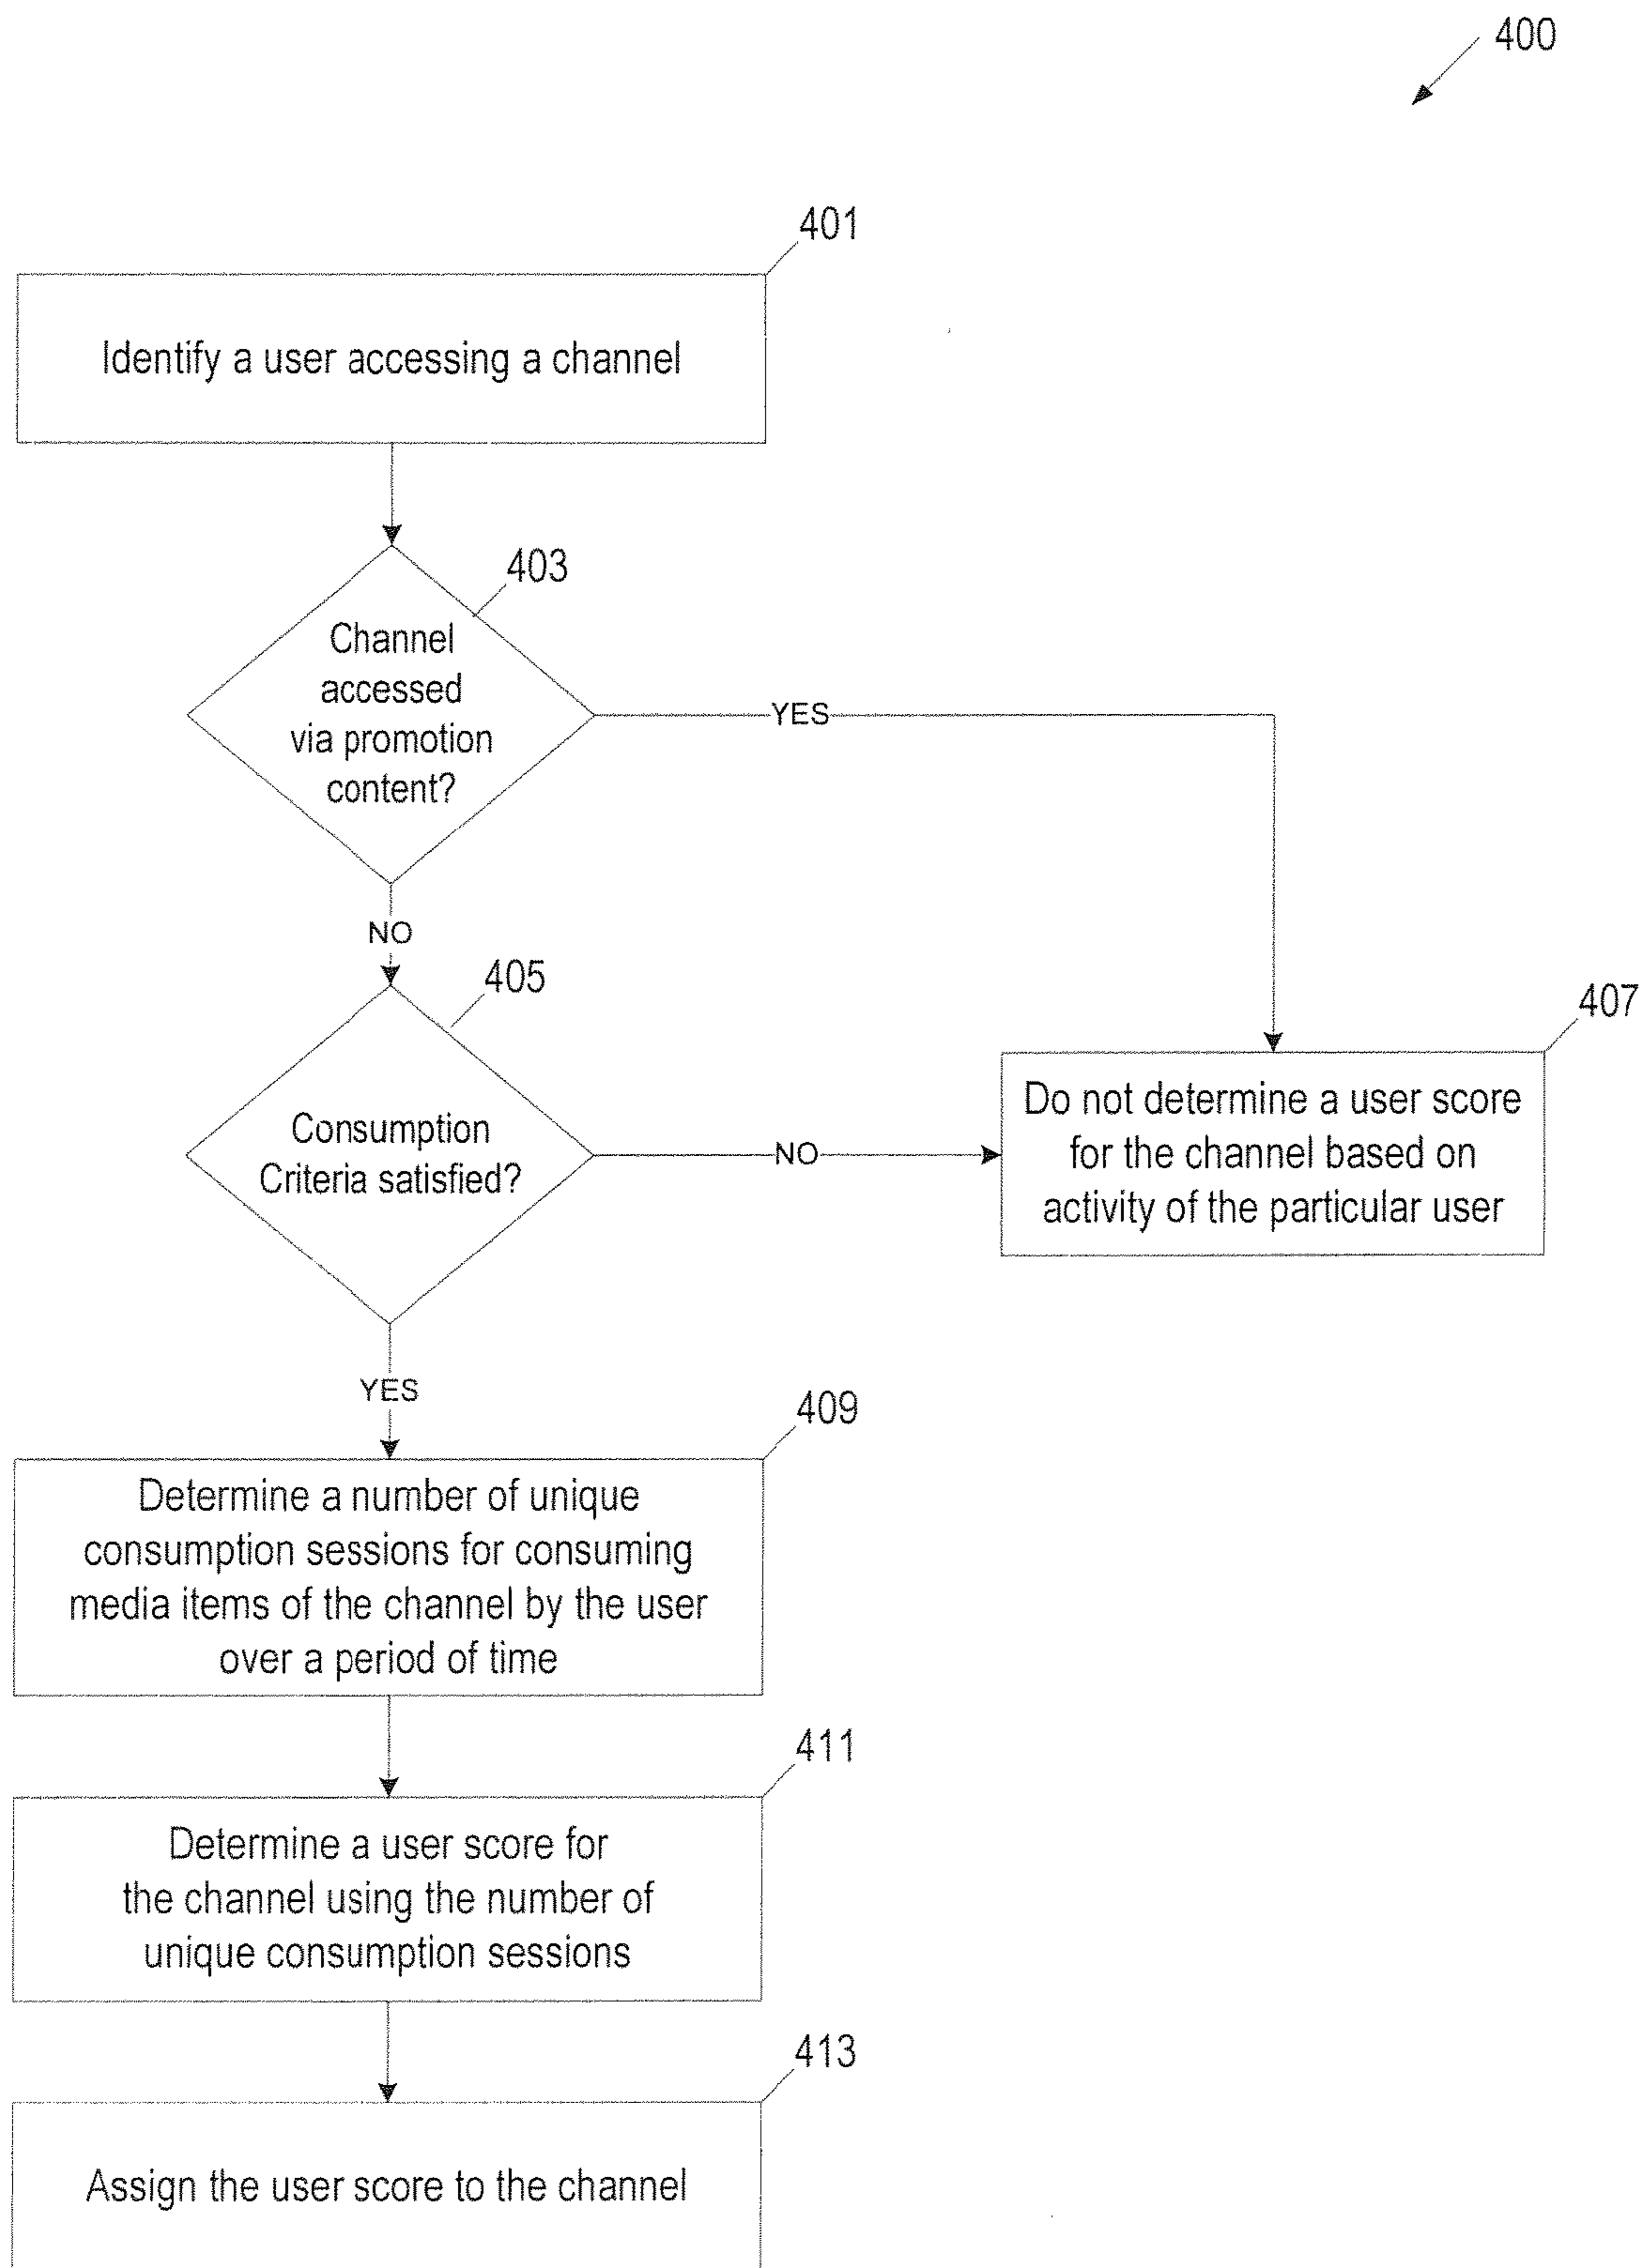 400
401
Identify a user accessing a channel
403
Channel
accessed
via promotion
content?
YES
NO
405
407
Consumption
Criteria satisfied?
NO
Do not determine a user score
for the channel based on
activity of the particular user
YES
409
Determine a number of unique
consumption sessions for consuming
media items of the channel by the user
over a period of time
411
Determine a user score for
the channel using the number of
unique consumption sessions
413
Assign the user score to the channel